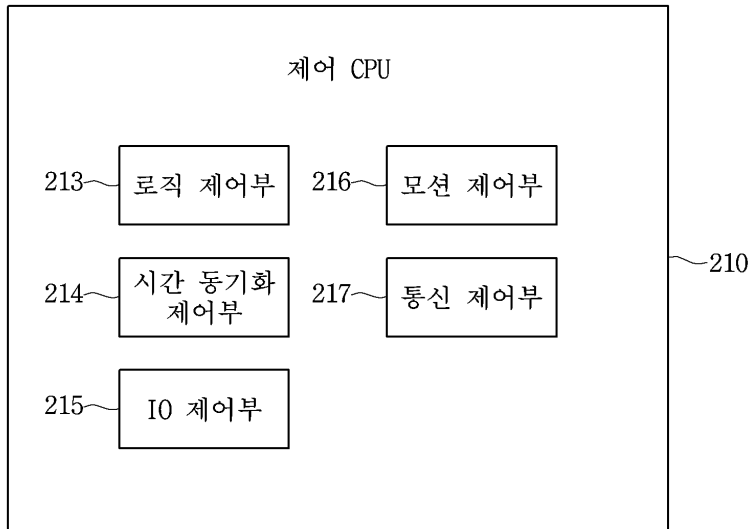 제어 CPU
213 로직 제어부
216 모션 제어부
210
214 시간 동기화
제어부
217 통신 제어부
215 IO 제어부